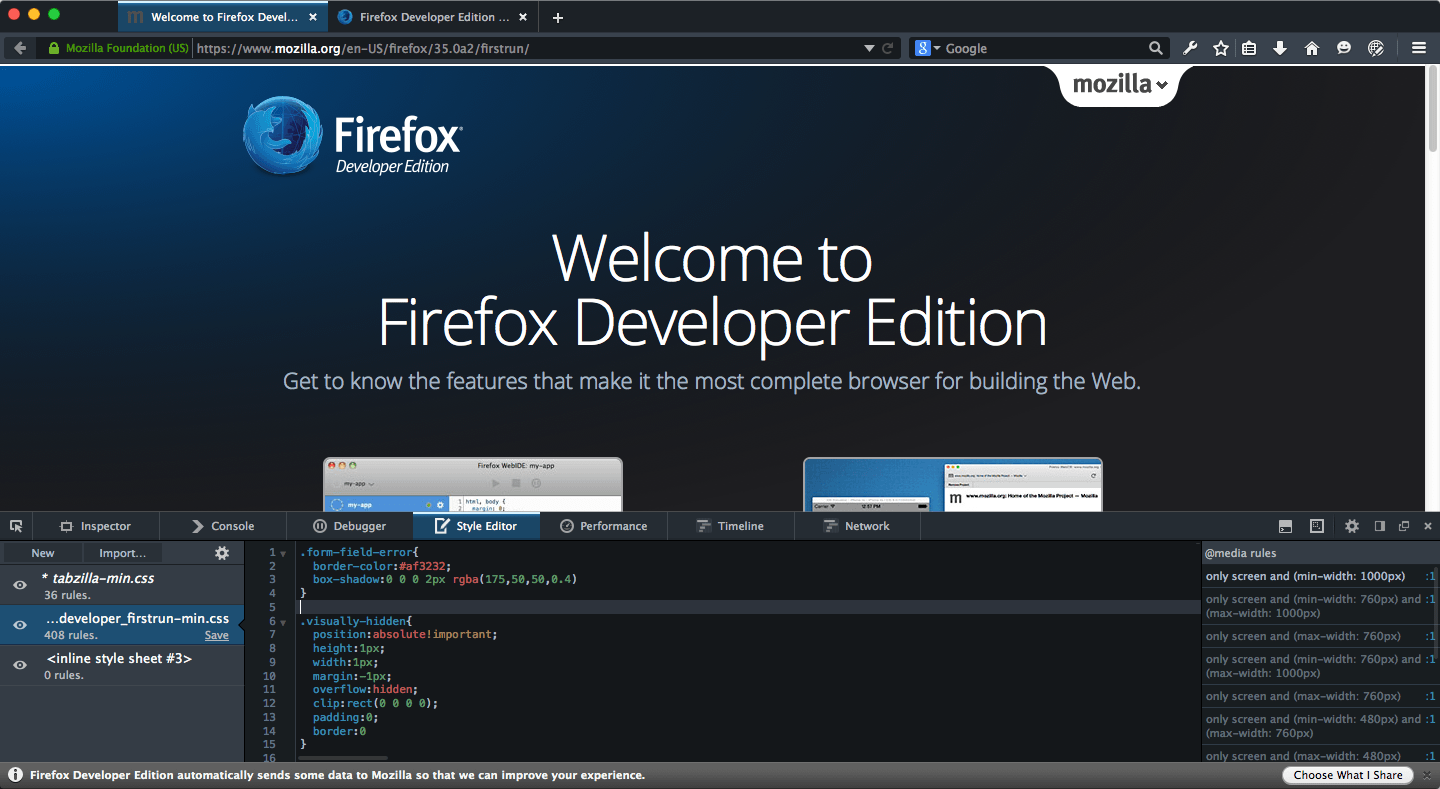 Welcome to Firefox Devel...
Firefox Developer Edition ...
Mozilla Foundation (US)
https://www.mozilla.org/en-US/firefox/35.0a2/firstrun/
Google
mozilla
Firefox
Developer Edition
Welcome to
Firefox Developer Edition
Get to know the features that make it the most complete browser for building the Web.
Firefox WebIDE: my-app
my-app
my-app
1 html, body {
2 margin: 0;
www.mozilla.org: Home of the Mozilla Project — Mozilla
Carrier
12:57 PM
Inspector
Console
Debugger
Style Editor
Performance
Timeline
Network
New
Import...
* tabzilla-min.css
36 rules.
...developer_firstrun-min.css
408 rules.
Save
<inline style sheet #3>
0 rules.
1 .form-field-error{
2 border-color:#af3232;
3 box-shadow:0 0 0 2px rgba(175,50,50,0.4)
4 }
5
6 .visually-hidden{
7 position:absolute!important;
8 height:1px;
9 width:1px;
10 margin:-1px;
11 overflow:hidden;
12 clip:rect(0 0 0 0);
13 padding:0;
14 border:0
15 }
16
@media rules
only screen and (min-width: 1000px) :1
only screen and (min-width: 760px) and :1
(max-width: 1000px)
only screen and (max-width: 760px) :1
only screen and (min-width: 760px) and :1
(max-width: 1000px)
only screen and (max-width: 760px) :1
only screen and (min-width: 480px) and :1
(max-width: 760px)
only screen and (max-width: 480px) :1
Firefox Developer Edition automatically sends some data to Mozilla so that we can improve your experience.
Choose What I Share